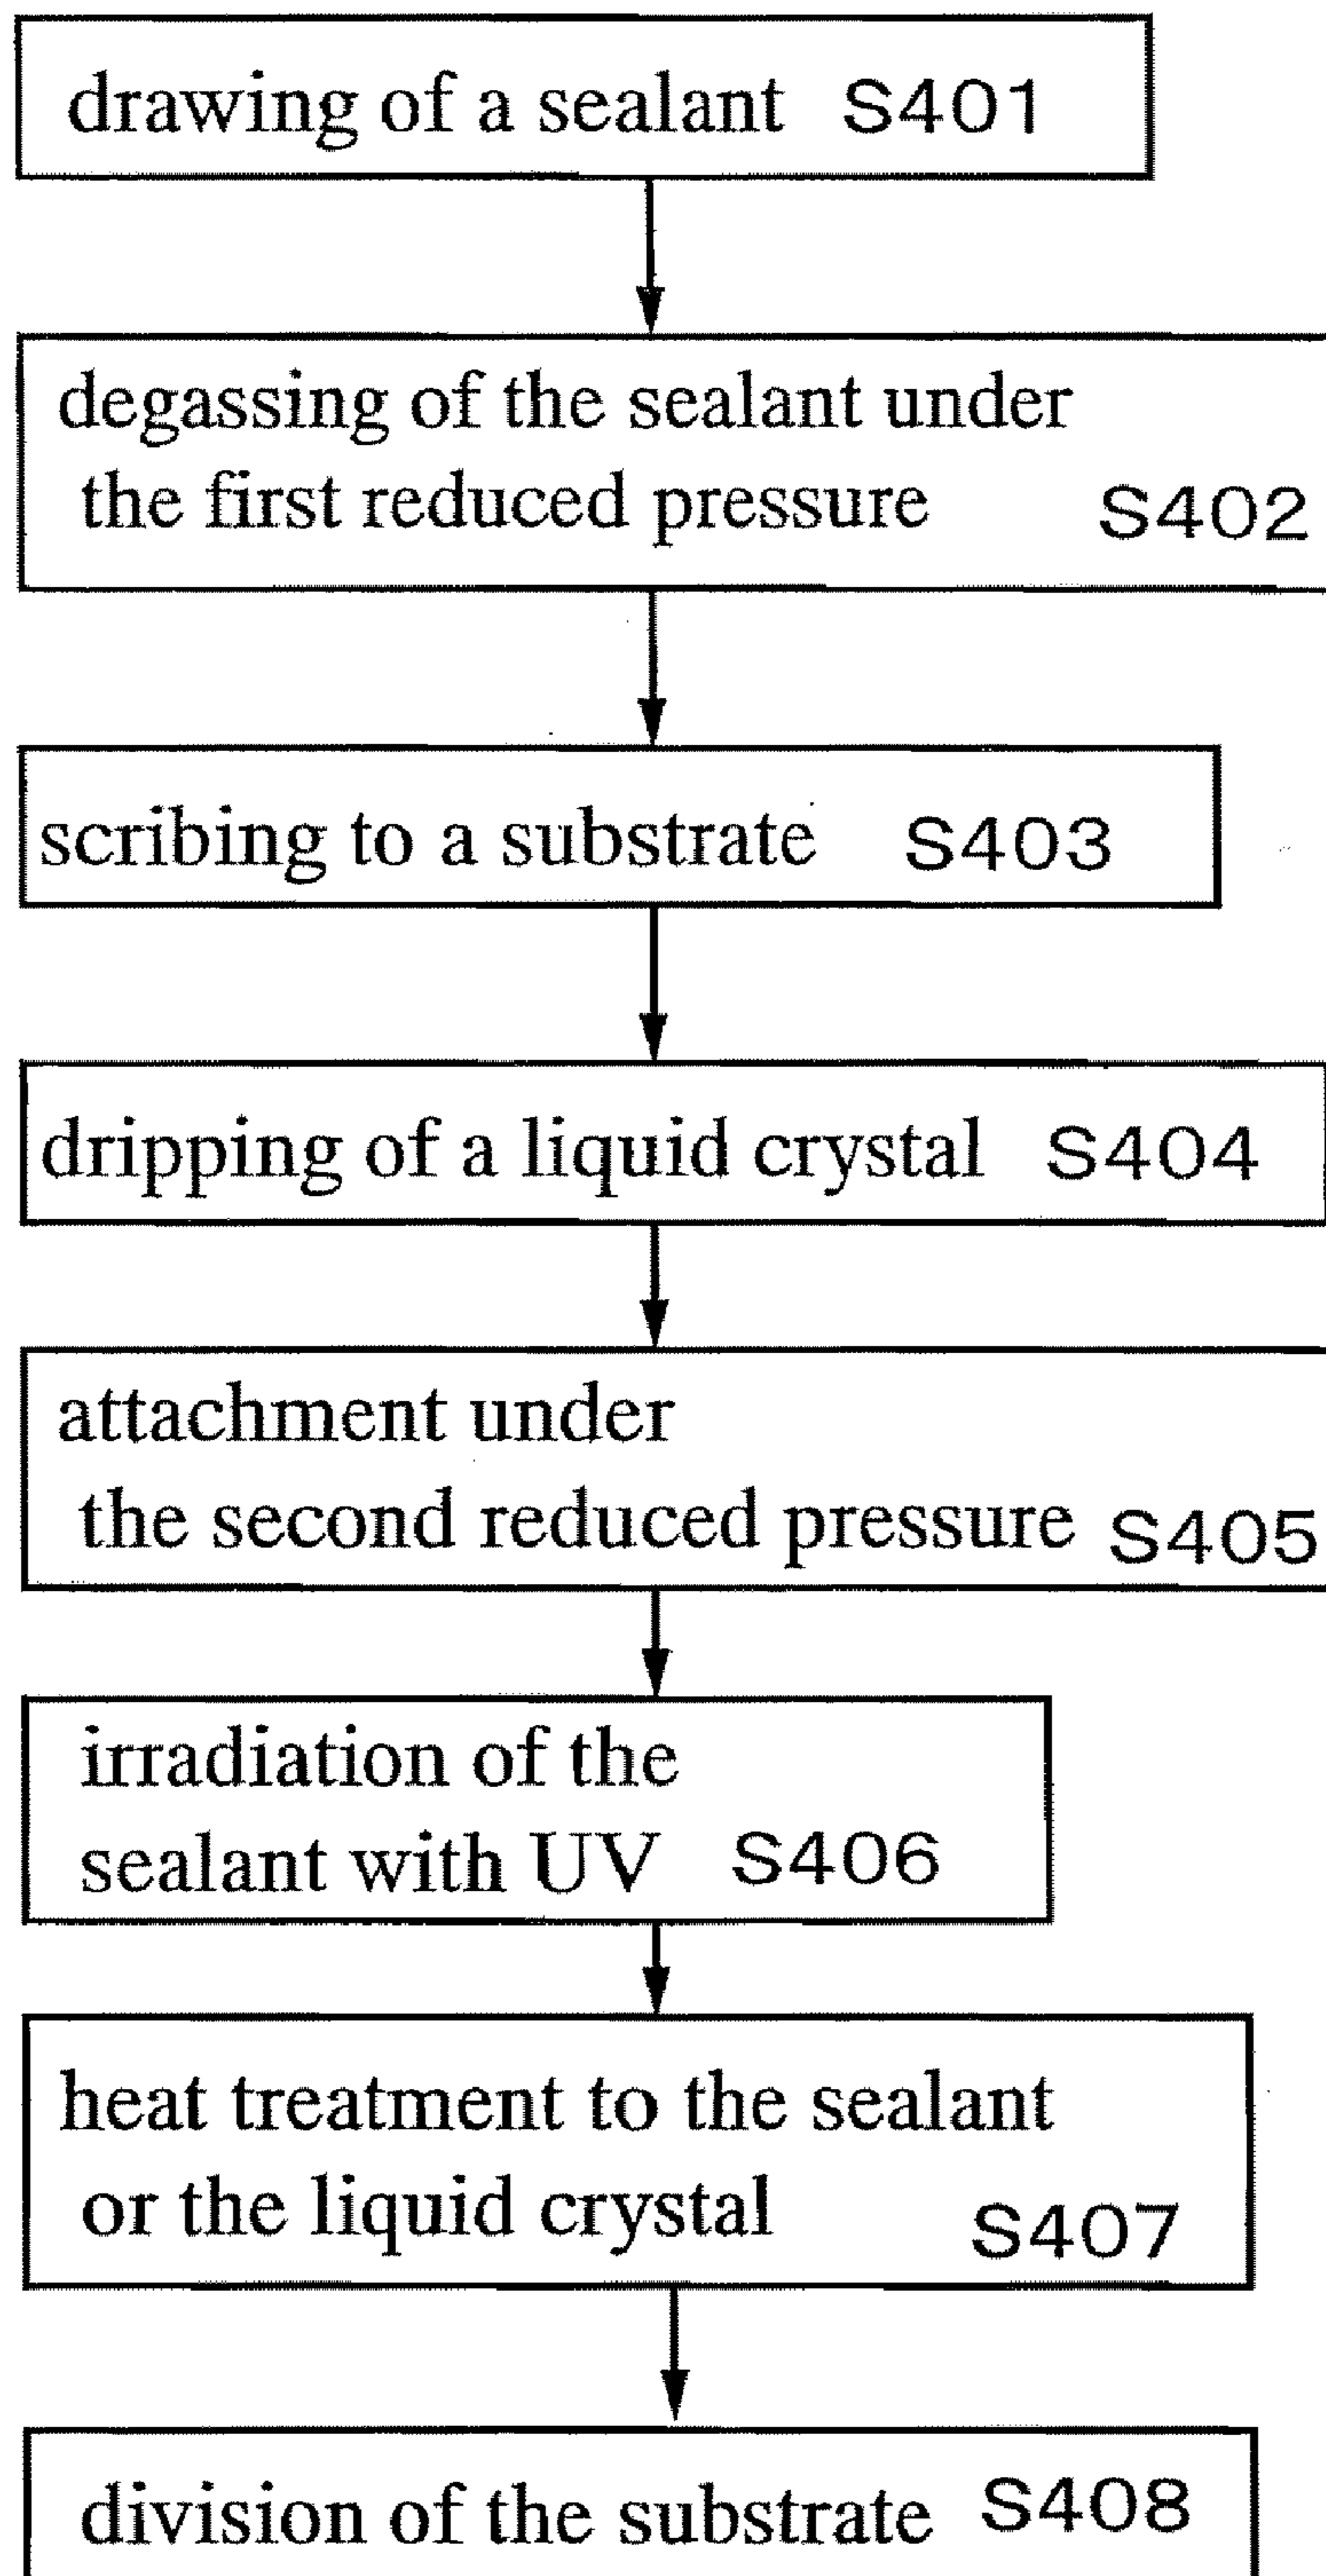 drawing of a sealant S401
degassing of the sealant under
the first reduced pressure S402
scribing to a substrate S403
dripping of a liquid crystal S404
attachment under
the second reduced pressure S405
irradiation of the
sealant with UV S406
heat treatment to the sealant
or the liquid crystal S407
division of the substrate S408